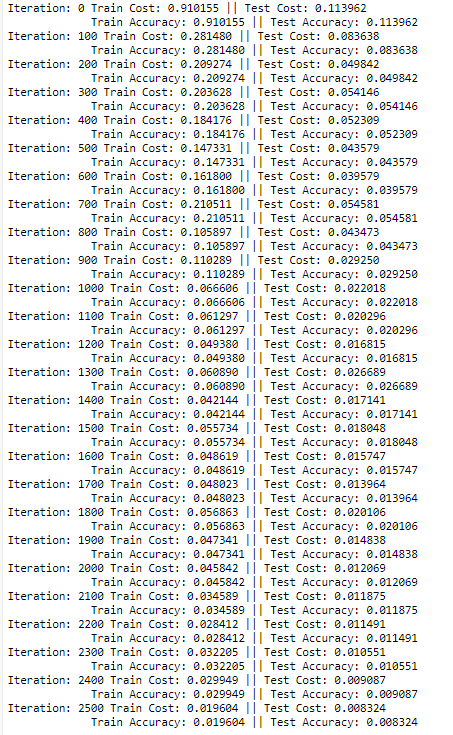 Iteration: 0 Train Cost: 0.910155 || Test Cost: 0.113962
Train Accuracy: 0.910155 || Test Accuracy: 0.113962
Iteration: 100 Train Cost: 0.281480 || Test Cost: 0.083638
Train Accuracy: 0.281480 || Test Accuracy: 0.083638
Iteration: 200 Train Cost: 0.209274 || Test Cost: 0.049842
Train Accuracy: 0.209274 || Test Accuracy: 0.049842
Iteration: 300 Train Cost: 0.203628 || Test Cost: 0.054146
Train Accuracy: 0.203628 || Test Accuracy: 0.054146
Iteration: 400 Train Cost: 0.184176 || Test Cost: 0.052309
Train Accuracy: 0.184176 || Test Accuracy: 0.052309
Iteration: 500 Train Cost: 0.147331 || Test Cost: 0.043579
Train Accuracy: 0.147331 || Test Accuracy: 0.043579
Iteration: 600 Train Cost: 0.161800 || Test Cost: 0.039579
Train Accuracy: 0.161800 || Test Accuracy: 0.039579
Iteration: 700 Train Cost: 0.210511 || Test Cost: 0.054581
Train Accuracy: 0.210511 || Test Accuracy: 0.054581
Iteration: 800 Train Cost: 0.105897 || Test Cost: 0.043473
Train Accuracy: 0.105897 || Test Accuracy: 0.043473
Iteration: 900 Train Cost: 0.110289 || Test Cost: 0.029250
Train Accuracy: 0.110289 || Test Accuracy: 0.029250
Iteration: 1000 Train Cost: 0.066606 || Test Cost: 0.022018
Train Accuracy: 0.066606 || Test Accuracy: 0.022018
Iteration: 1100 Train Cost: 0.061297 || Test Cost: 0.020296
Train Accuracy: 0.061297 || Test Accuracy: 0.020296
Iteration: 1200 Train Cost: 0.049380 || Test Cost: 0.016815
Train Accuracy: 0.049380 || Test Accuracy: 0.016815
Iteration: 1300 Train Cost: 0.060890 || Test Cost: 0.026689
Train Accuracy: 0.060890 || Test Accuracy: 0.026689
Iteration: 1400 Train Cost: 0.042144 || Test Cost: 0.017141
Train Accuracy: 0.042144 || Test Accuracy: 0.017141
Iteration: 1500 Train Cost: 0.055734 || Test Cost: 0.018048
Train Accuracy: 0.055734 || Test Accuracy: 0.018048
Iteration: 1600 Train Cost: 0.048619 || Test Cost: 0.015747
Train Accuracy: 0.048619 || Test Accuracy: 0.015747
Iteration: 1700 Train Cost: 0.048023 || Test Cost: 0.013964
Train Accuracy: 0.048023 || Test Accuracy: 0.013964
Iteration: 1800 Train Cost: 0.056863 || Test Cost: 0.020106
Train Accuracy: 0.056863 || Test Accuracy: 0.020106
Iteration: 1900 Train Cost: 0.047341 || Test Cost: 0.014838
Train Accuracy: 0.047341 || Test Accuracy: 0.014838
Iteration: 2000 Train Cost: 0.045842 || Test Cost: 0.012069
Train Accuracy: 0.045842 || Test Accuracy: 0.012069
Iteration: 2100 Train Cost: 0.034589 || Test Cost: 0.011875
Train Accuracy: 0.034589 || Test Accuracy: 0.011875
Iteration: 2200 Train Cost: 0.028412 || Test Cost: 0.011491
Train Accuracy: 0.028412 || Test Accuracy: 0.011491
Iteration: 2300 Train Cost: 0.032205 || Test Cost: 0.010551
Train Accuracy: 0.032205 || Test Accuracy: 0.010551
Iteration: 2400 Train Cost: 0.029949 || Test Cost: 0.009087
Train Accuracy: 0.029949 || Test Accuracy: 0.009087
Iteration: 2500 Train Cost: 0.019604 || Test Cost: 0.008324
Train Accuracy: 0.019604 || Test Accuracy: 0.008324